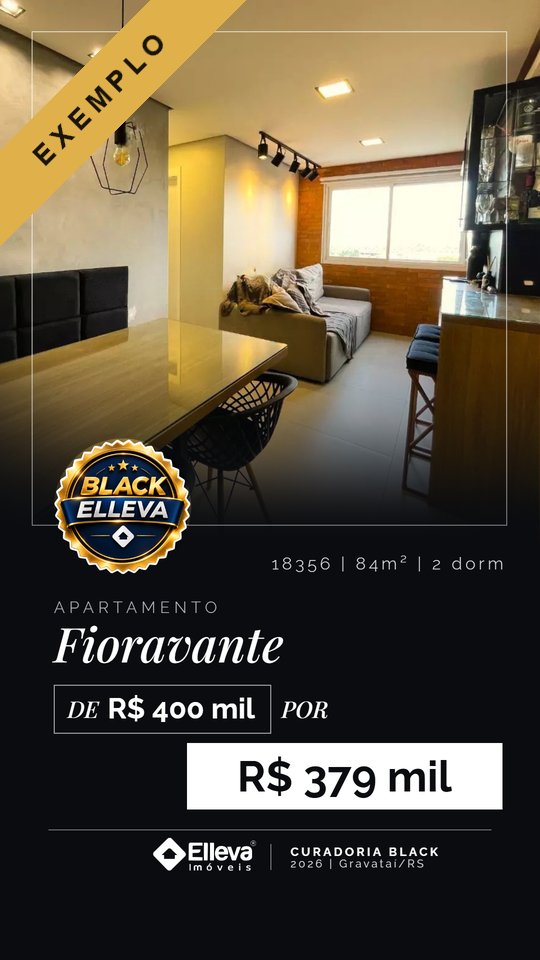 EXEMPLO
BLACK
ELLEVA
18356 | 84m² | 2 dorm
APARTAMENTO
Fioravante
DE R$ 400 mil POR
R$ 379 mil
Elleva®
Imóveis
CURADORIA BLACK
2026 | Gravataí/RS